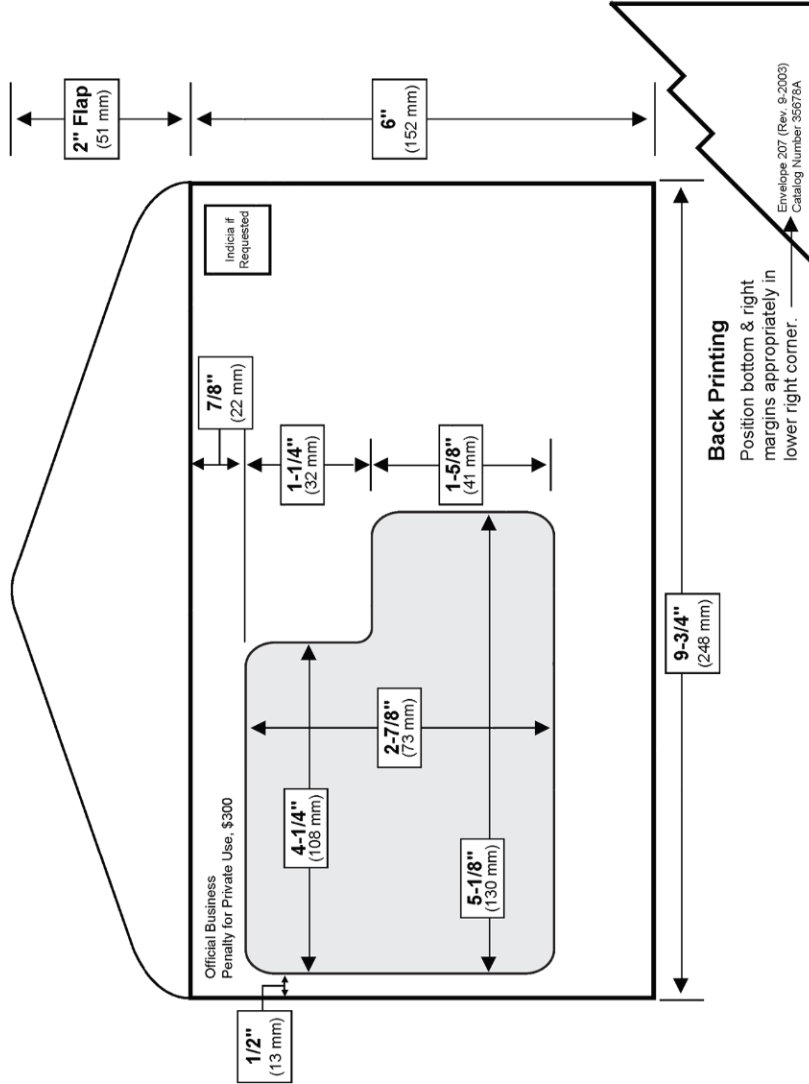 2" Flap
(51 mm)
6"
(152 mm)
Indicia if
Requested
7/8"
(22 mm)
1-1/4"
(32 mm)
1-5/8"
(41 mm)
Official Business
Penalty for Private Use, $300
4-1/4"
(108 mm)
2-7/8"
(73 mm)
5-1/8"
(130 mm)
1/2"
(13 mm)
9-3/4"
(248 mm)
Back Printing
Position bottom & right
margins appropriately in
lower right corner.
Envelope 207 (Rev. 9-2003)
Catalog Number 35678A